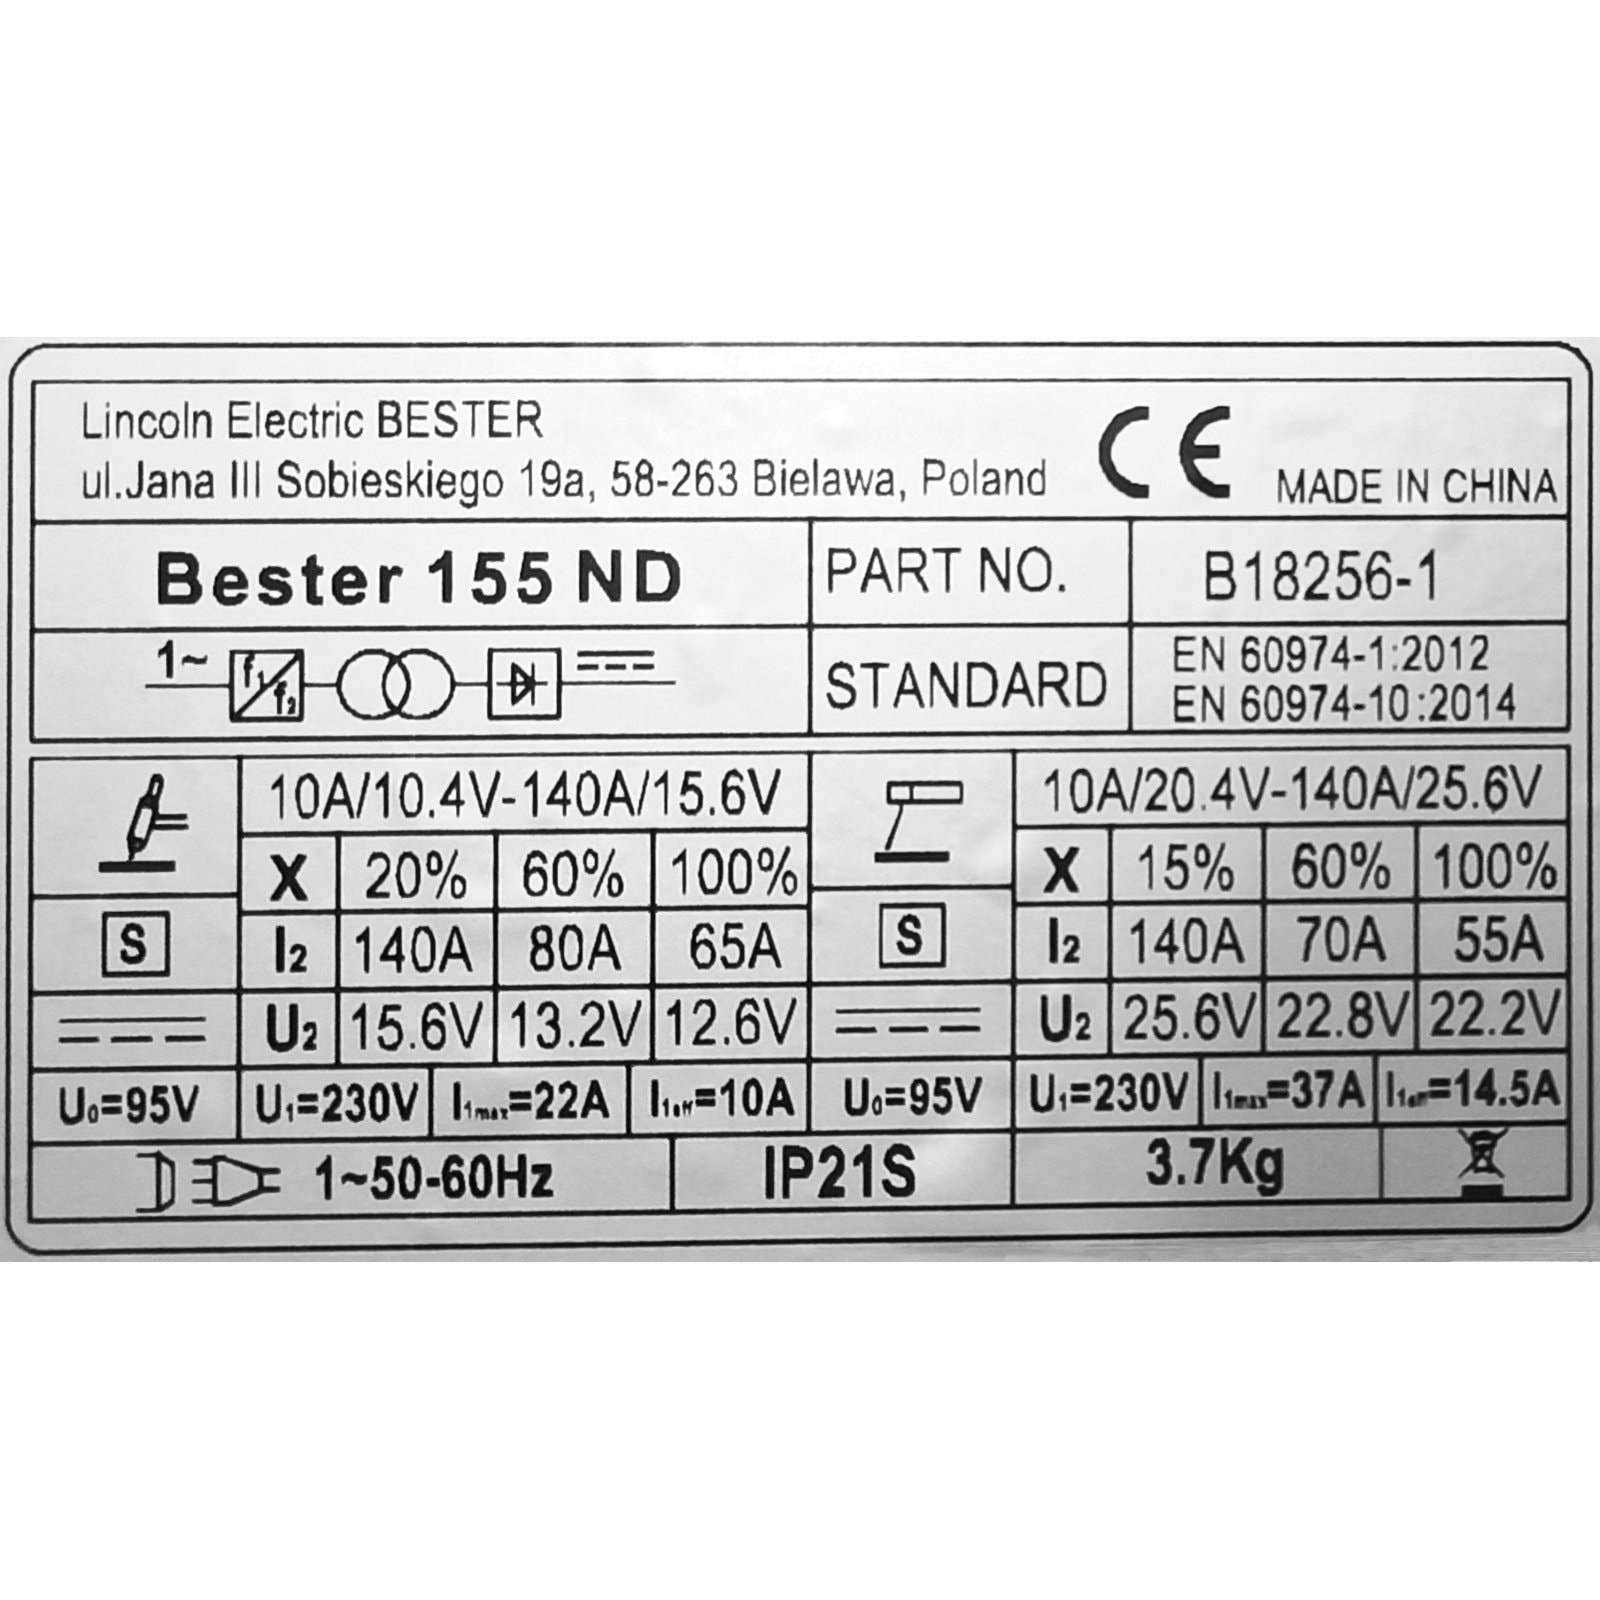 Lincoln Electric BESTER
ul.Jana III Sobieskiego 19a, 58-263 Bielawa, Poland
CE
MADE IN CHINA
Bester 155 ND
PART NO.
B18256-1
1~
f1
f2
STANDARD
EN 60974-1:2012
EN 60974-10:2014
10A/10.4V-140A/15.6V
X 20% 60% 100%
S
I2 140A 80A 65A
U2 15.6V 13.2V 12.6V
U0=95V U1=230V I1max=22A I1eff=10A
10A/20.4V-140A/25.6V
X 15% 60% 100%
S
I2 140A 70A 55A
U2 25.6V 22.8V 22.2V
U0=95V U1=230V I1max=37A I1eff=14.5A
1~50-60Hz
IP21S
3.7Kg